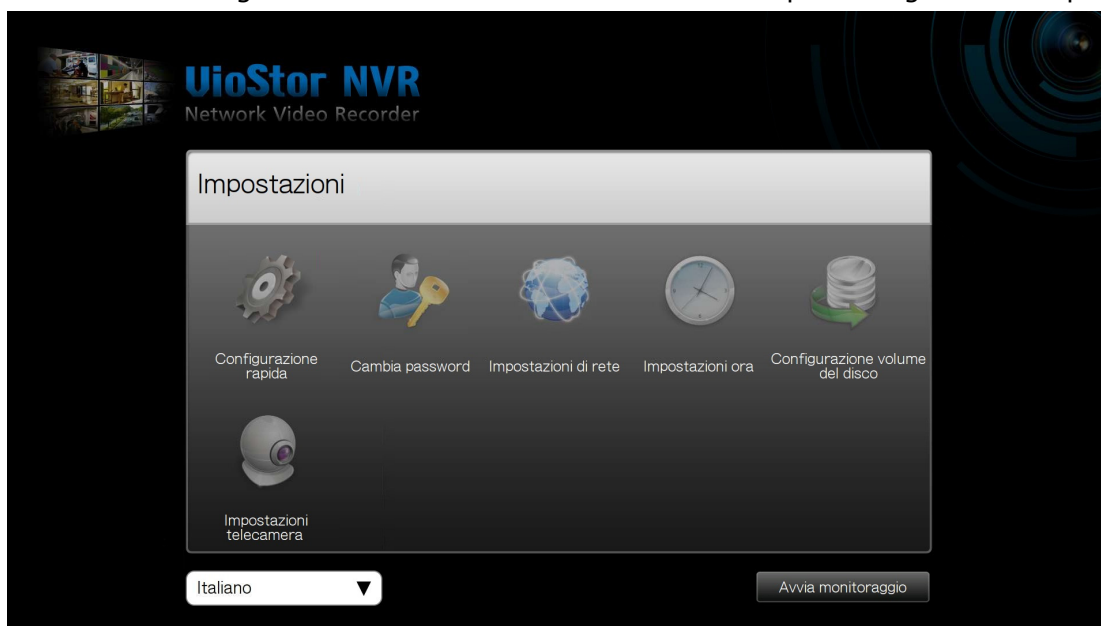 VioStor NVR
Network Video Recorder
Impostazioni
Configurazione
rapida
Cambia password
Impostazioni di rete
Impostazioni ora
Configurazione volume
del disco
Impostazioni
telecamera
Italiano
Avvia monitoraggio